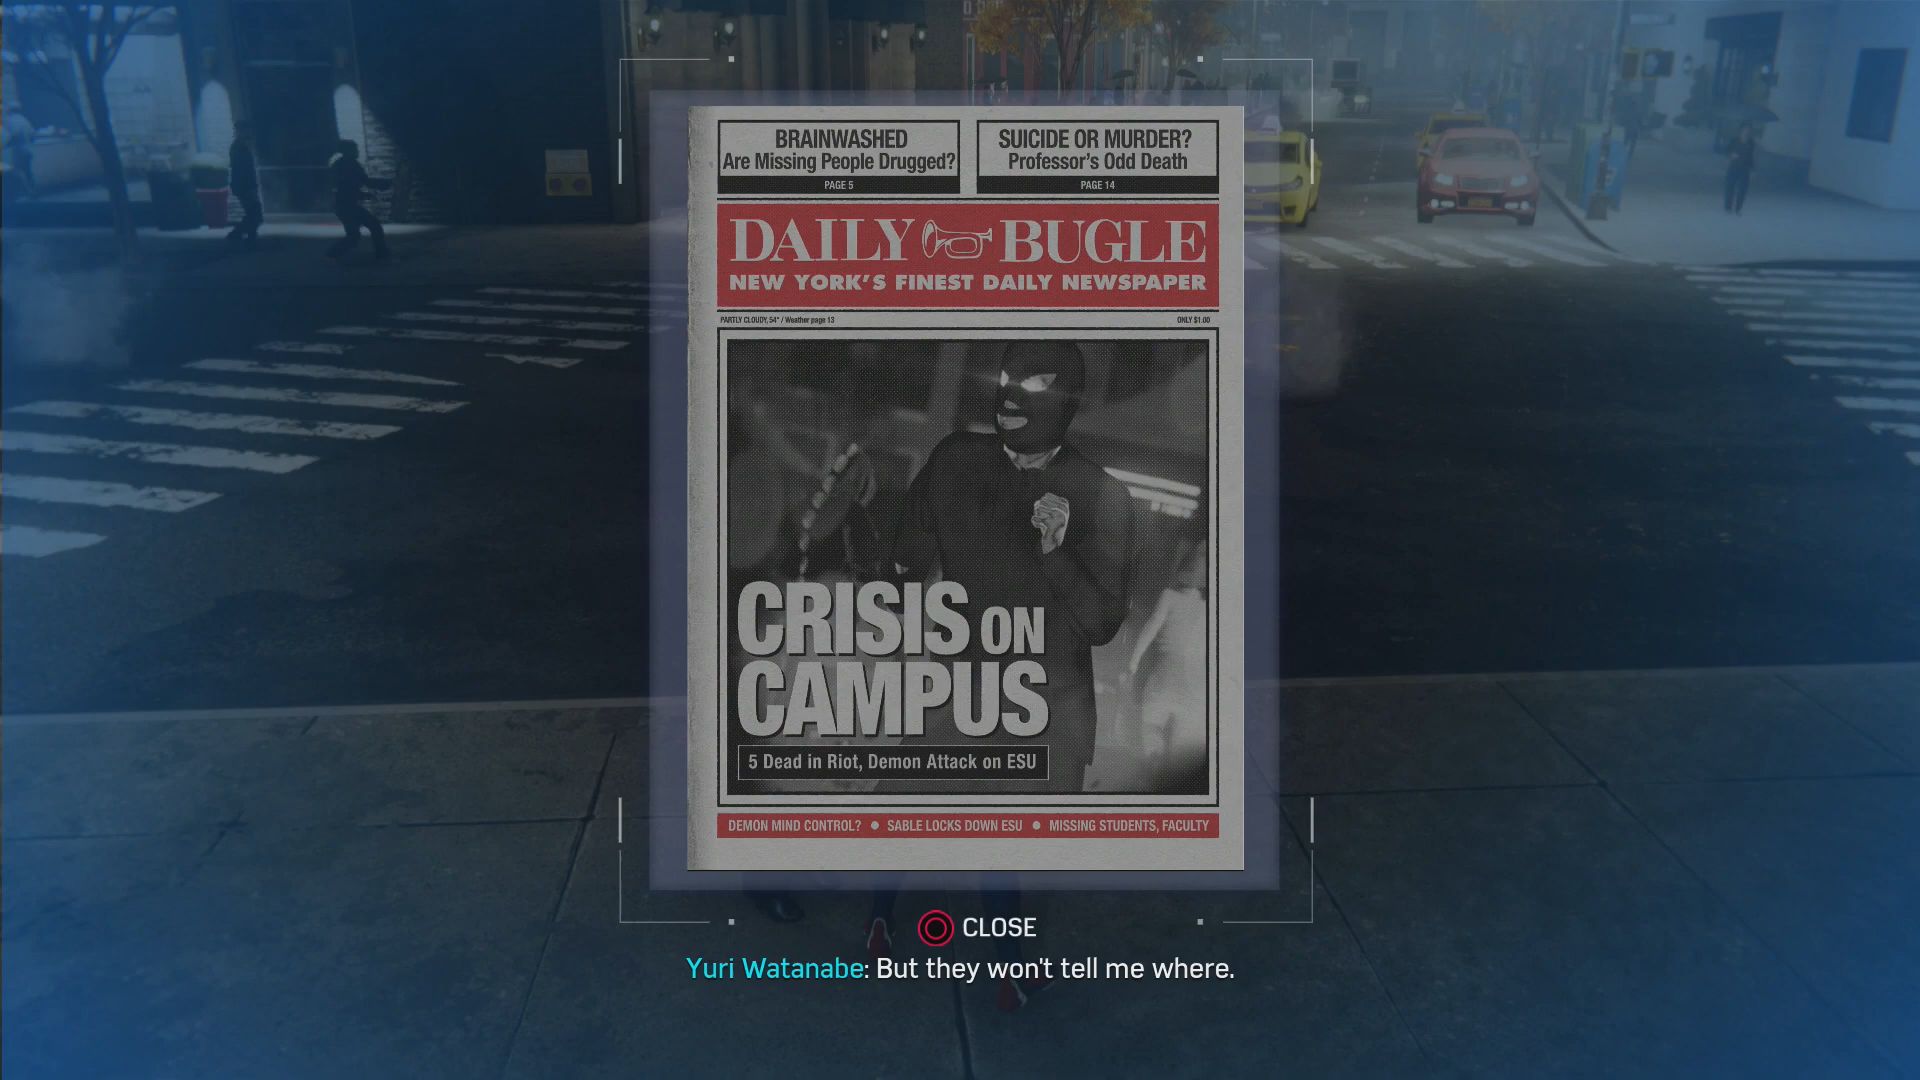 BRAINWASHED
Are Missing People Drugged?
PAGE 5
SUICIDE OR MURDER?
Professor's Odd Death
PAGE 14
DAILY BUGLE
NEW YORK'S FINEST DAILY NEWSPAPER
PARTLY CLOUDY, 54° / Weather page 13
ONLY $1.00
CRISIS ON
CAMPUS
5 Dead in Riot, Demon Attack on ESU
DEMON MIND CONTROL? ● SABLE LOCKS DOWN ESU ● MISSING STUDENTS, FACULTY
CLOSE
Yuri Watanabe: But they won't tell me where.